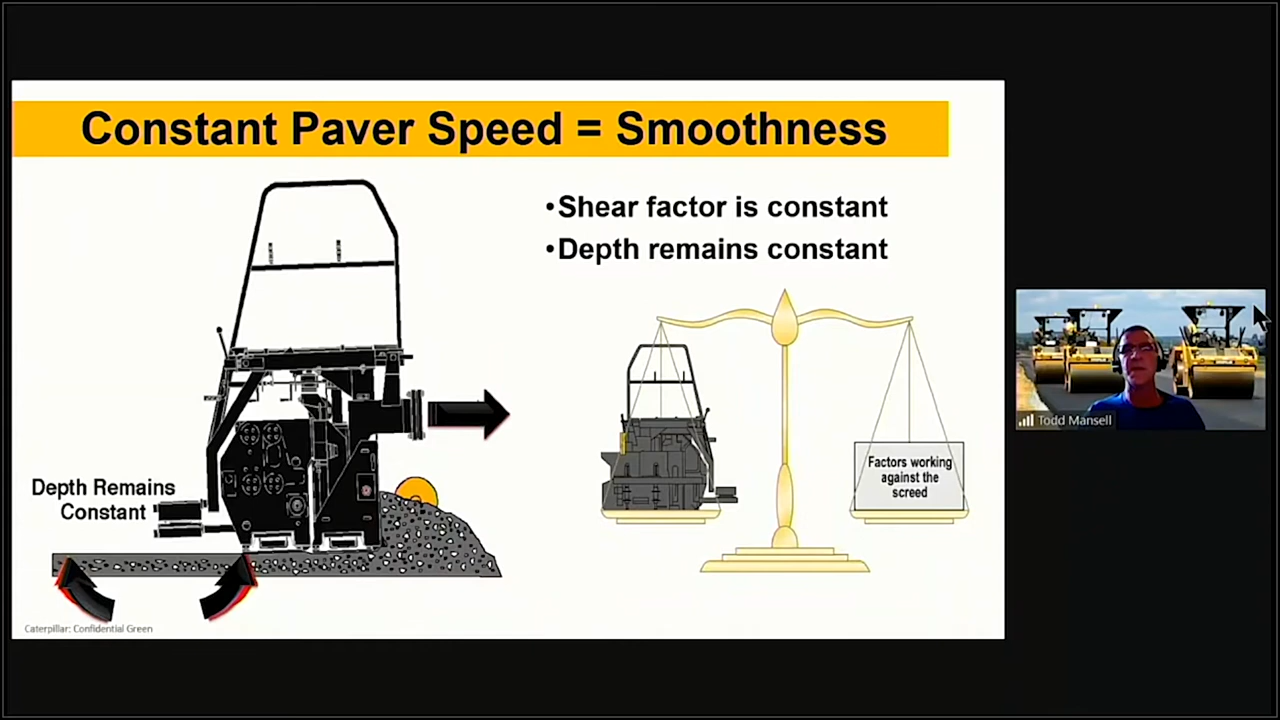 Constant Paver Speed = Smoothness
•Shear factor is constant
•Depth remains constant
Depth Remains
Constant
Factors working
against the
screed
Caterpillar: Confidential Green
Todd Mansell